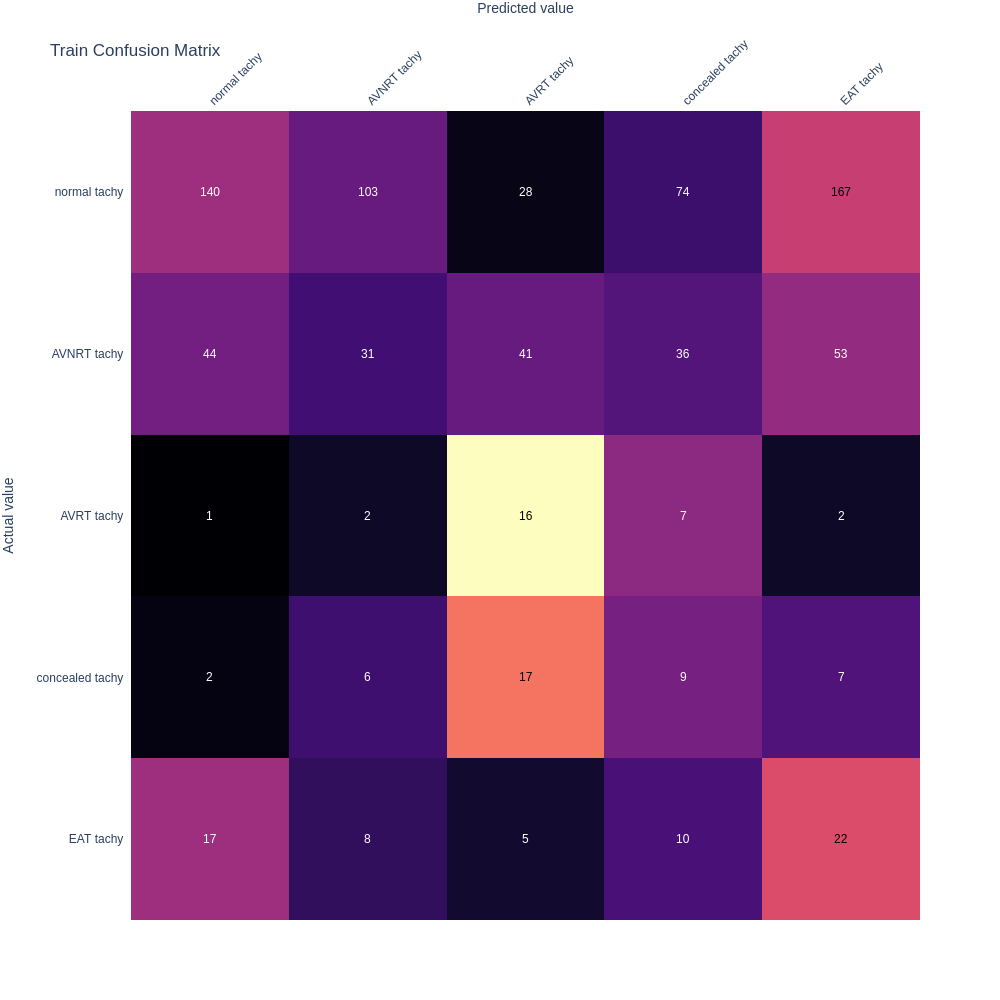 Predicted value
Train Confusion Matrix
normal tachy
AVNRT tachy
AVRT tachy
concealed tachy
EAT tachy
normal tachy 140 103 28 74 167
AVNRT tachy 44 31 41 36 53
Actual value
AVRT tachy 1 2 16 7 2
concealed tachy 2 6 17 9 7
EAT tachy 17 8 5 10 22